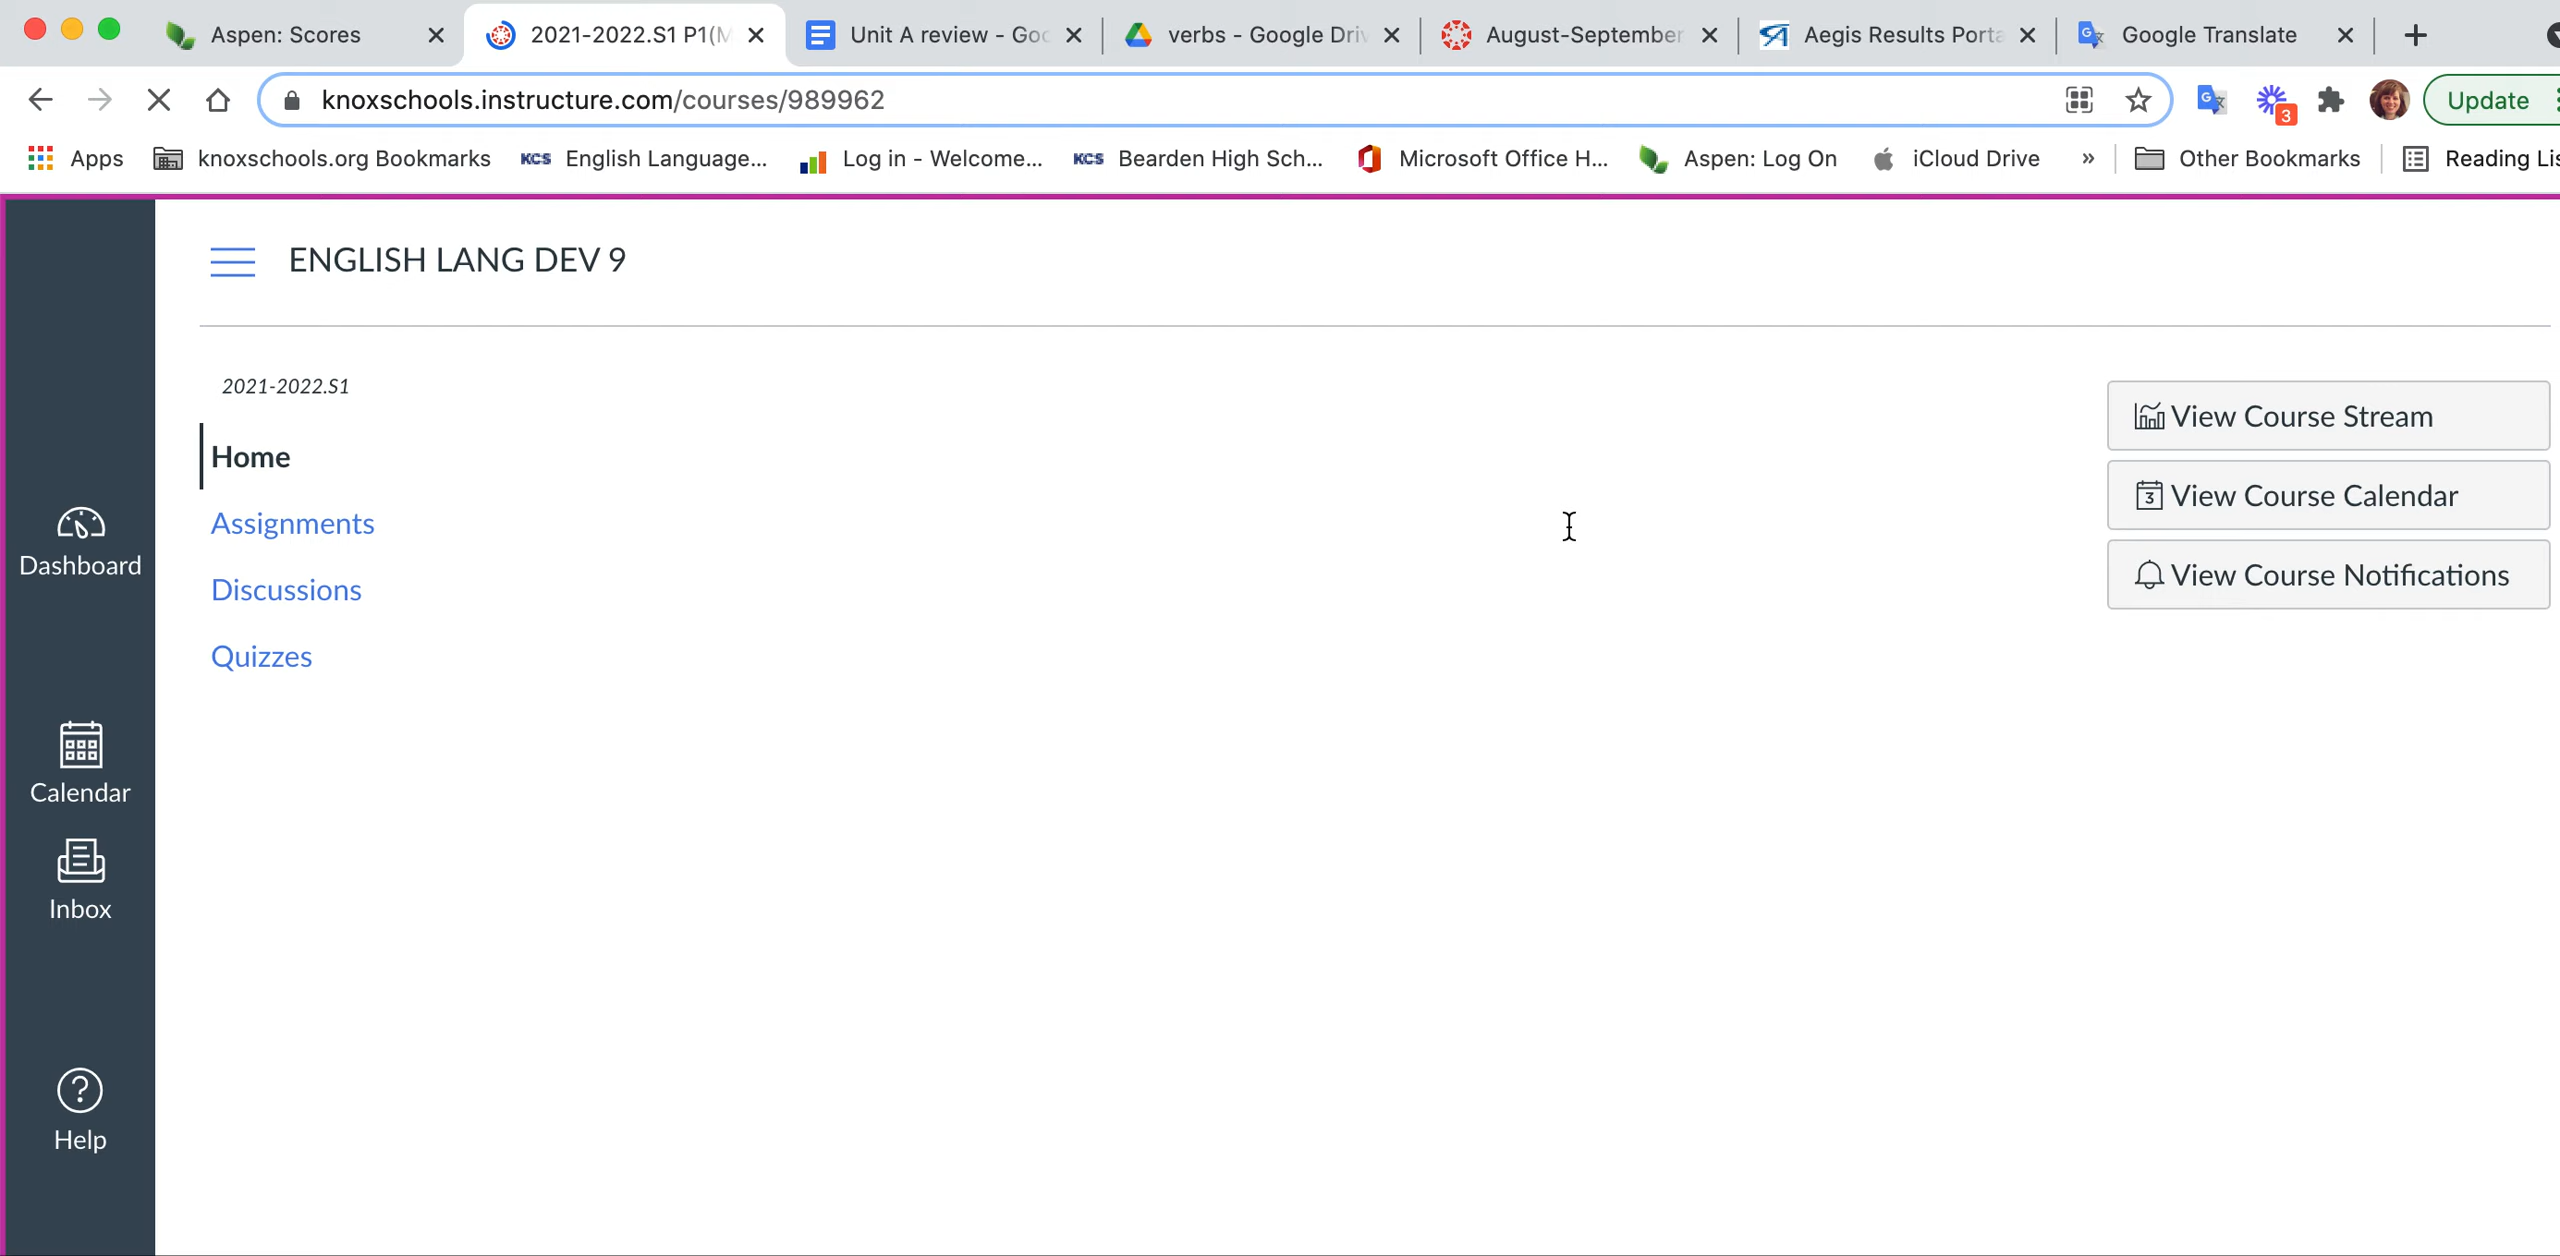 Aspen: Scores
2021-2022.S1 P1(M
Unit A review - Goo
verbs - Google Driv
August-September
Aegis Results Porta
Google Translate
knoxschools.instructure.com/courses/989962
3
Update
Apps
knoxschools.org Bookmarks
KCS English Language...
Log in - Welcome...
KCS Bearden High Sch...
Microsoft Office H...
Aspen: Log On
iCloud Drive
»
Other Bookmarks
Reading Lis
ENGLISH LANG DEV 9
2021-2022.S1
Home
Assignments
Discussions
Quizzes
View Course Stream
3 View Course Calendar
View Course Notifications
Dashboard
Calendar
Inbox
? Help